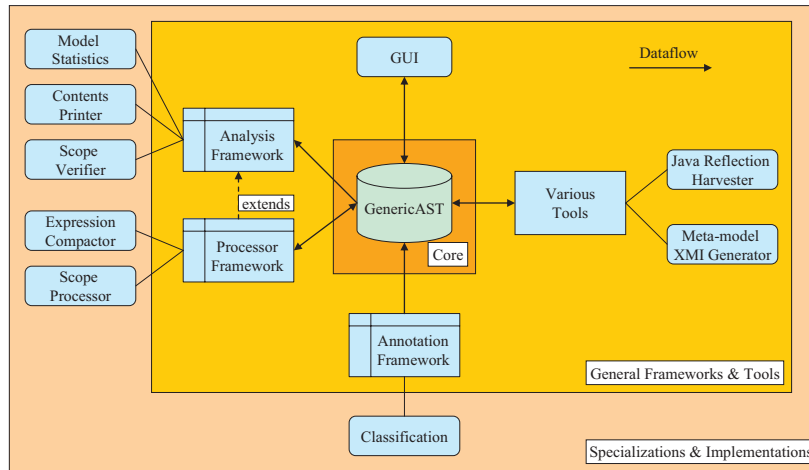 Model
Statistics
Contents
Printer
Scope
Verifier
Expression
Compactor
Scope
Processor
GUI
Dataflow
Analysis
Framework
extends
Processor
Framework
GenericAST
Core
Various
Tools
Java Reflection
Harvester
Meta-model
XMI Generator
Annotation
Framework
General Frameworks & Tools
Classification
Specializations & Implementations